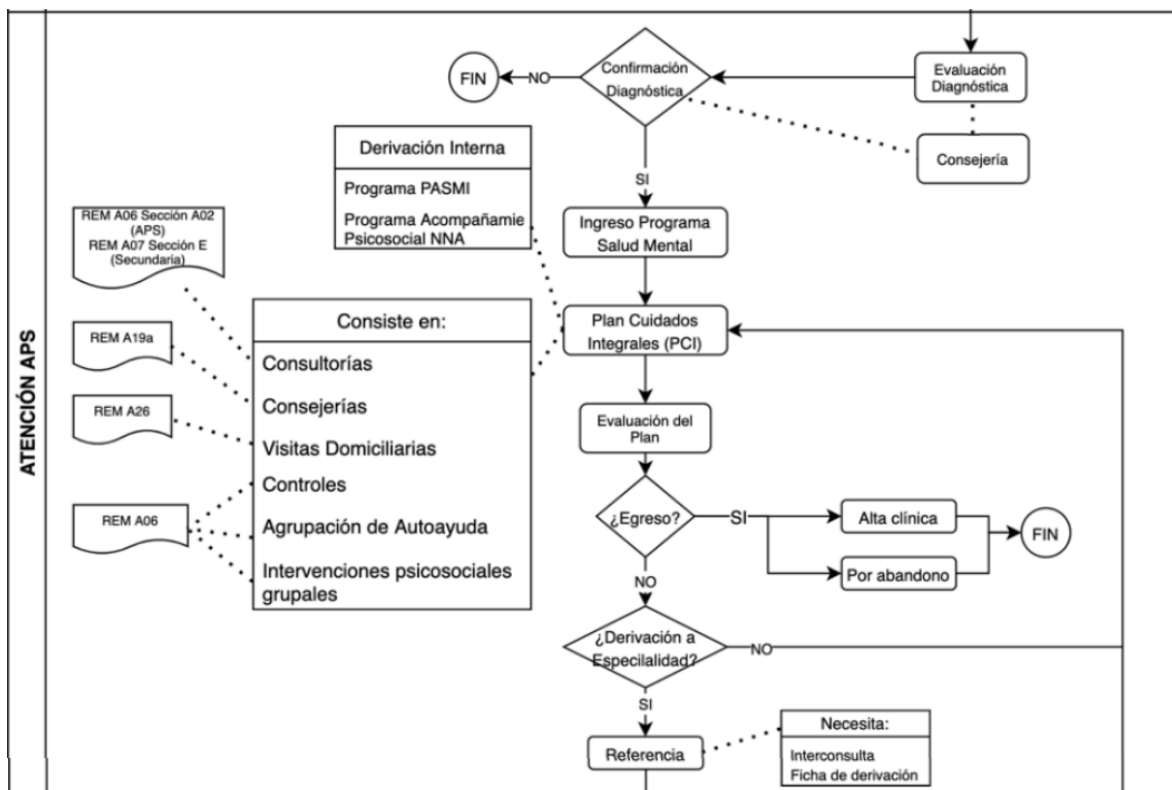 ATENCIÓN APS
FIN
NO
Confirmación
Diagnóstica
Evaluación
Diagnóstica
Consejería
SI
Derivación Interna
Programa PASMI
Programa Acompañamie
Psicosocial NNA
Ingreso Programa
Salud Mental
REM A06 Sección A02
(APS)
REM A07 Sección E
(Secundaria)
REM A19a
REM A26
REM A06
Consiste en:
Consultorías
Consejerías
Visitas Domiciliarias
Controles
Agrupación de Autoayuda
Intervenciones psicosociales
grupales
Plan Cuidados
Integrales (PCI)
Evaluación del
Plan
¿Egreso?
SI
Alta clínica
Por abandono
FIN
NO
¿Derivación a
Especilalidad?
NO
SI
Referencia
Necesita:
Interconsulta
Ficha de derivación